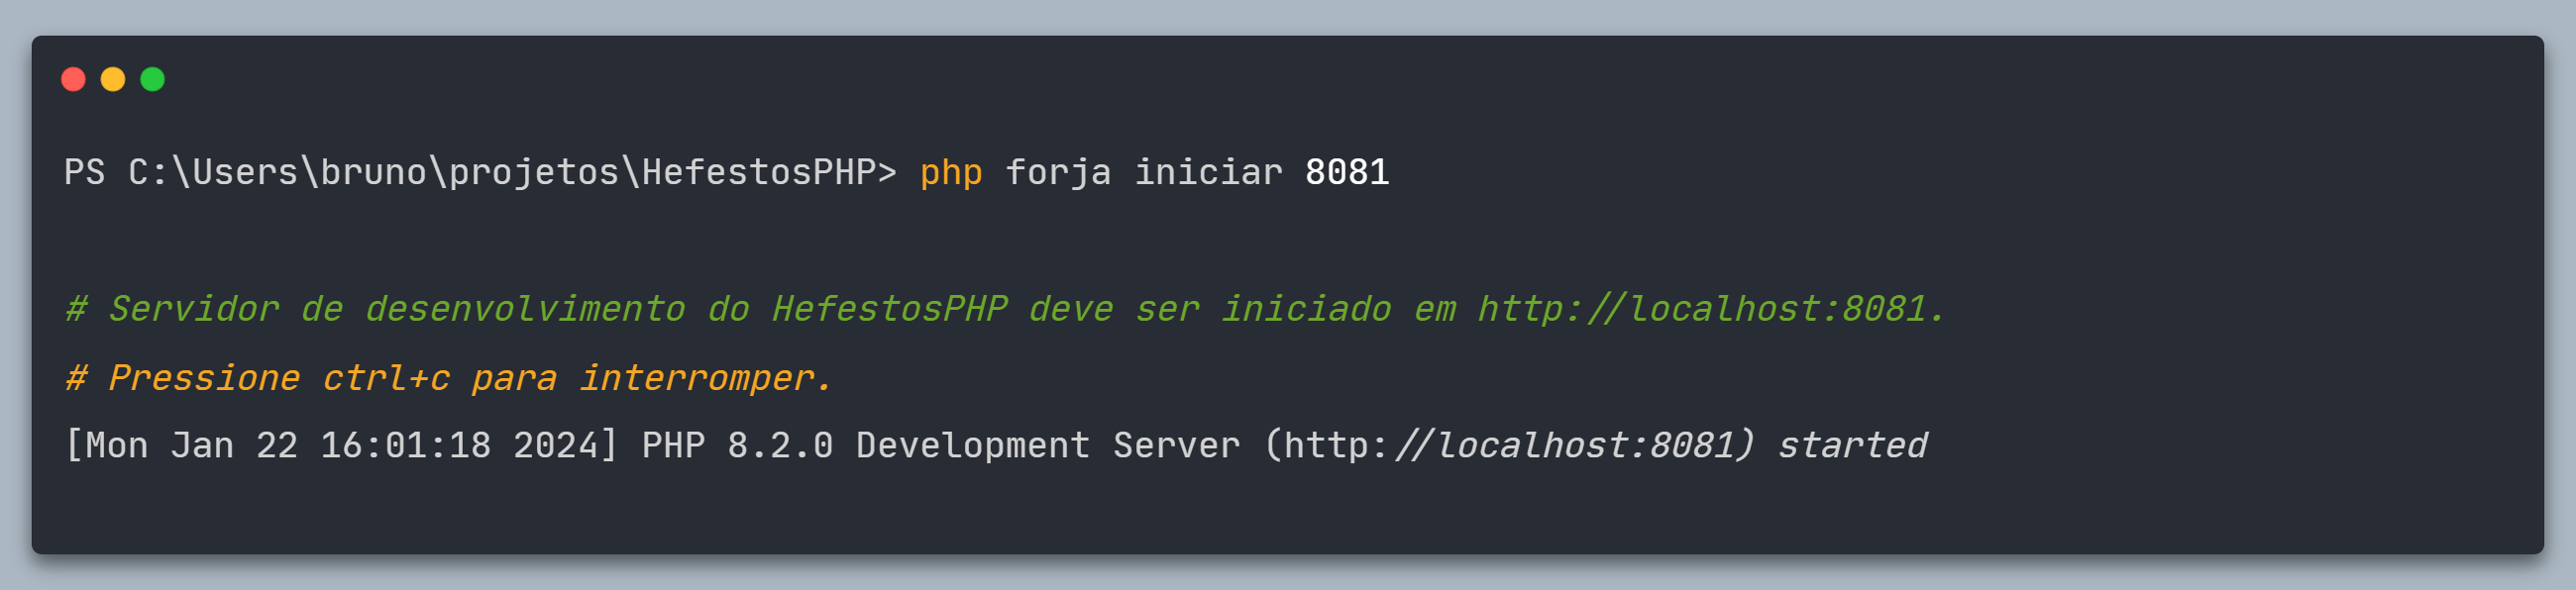 PS C:\Users\bruno\projetos\HefestosPHP> php forja iniciar 8081
# Servidor de desenvolvimento do HefestosPHP deve ser iniciado em http://localhost:8081.
# Pressione ctrl+c para interromper.
[Mon Jan 22 16:01:18 2024] PHP 8.2.0 Development Server (http://localhost:8081) started